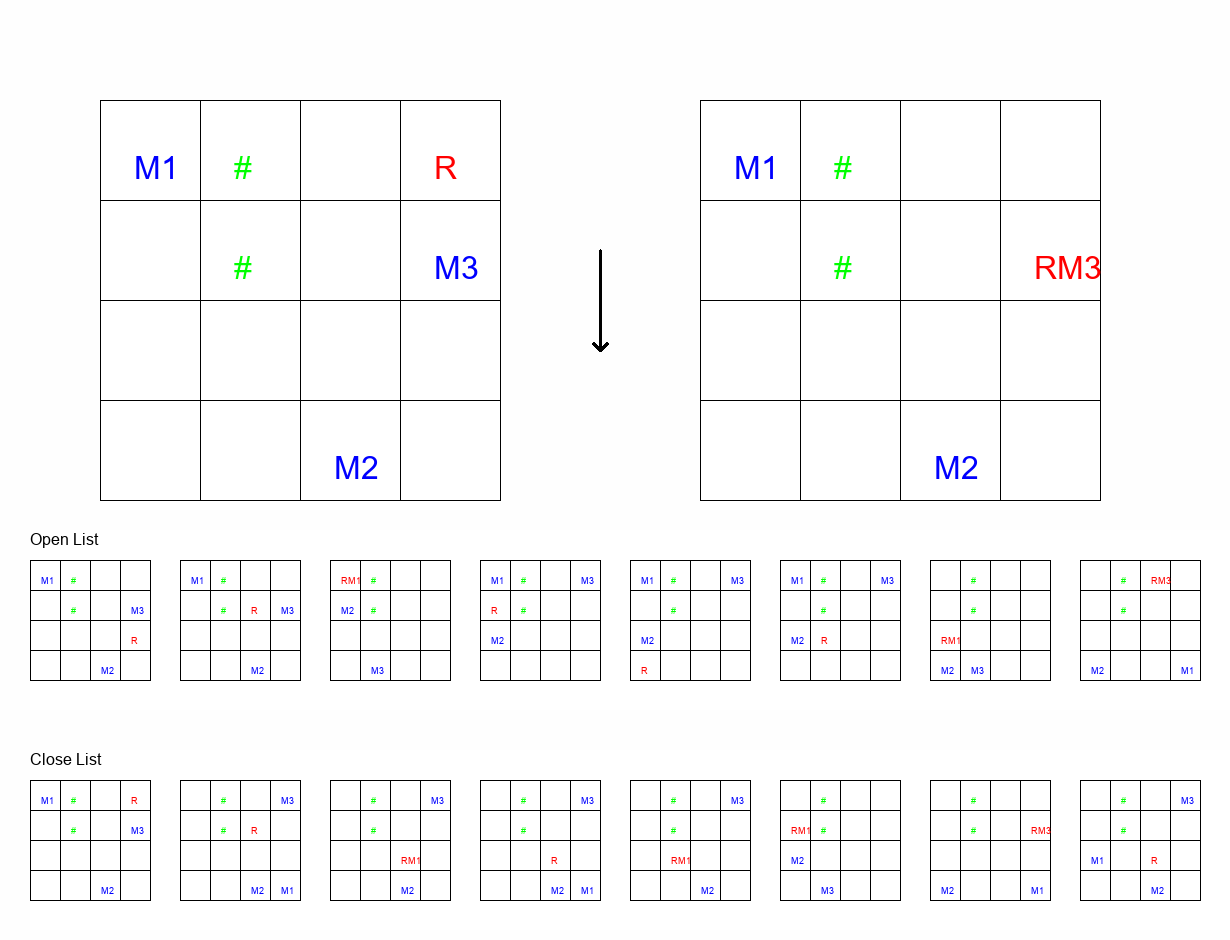 M1 # R M1 #
# M3 # RM3
M2 M2
Open List
M1 # M1 # RM1 # M1 # M3 M1 # M3 M1 # M3 # # RM3
# M3 # R M3 M2 # R # # # # #
R M2 M2 M2 R RM1
M2 M2 M3 R M2 M3 M2 M1
Close List
M1 # R # M3 # M3 # M3 # M3 # # # M3
# M3 # R # # # RM1 # # RM3 #
RM1 R RM1 M2 M1 R
M2 M2 M1 M2 M2 M1 M2 M3 M2 M1 M2